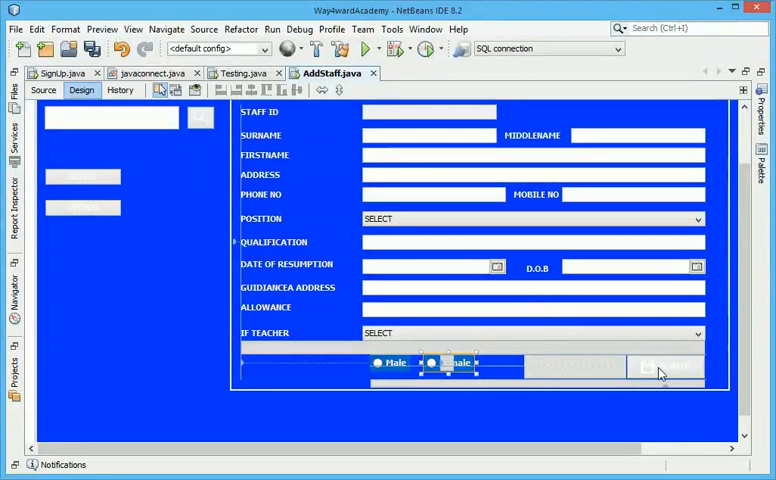 Way4wardAcademy - NetBeans IDE 8.2
File Edit View Navigate Source Refactor Run Debug Profile Team Tools Window Help
Search (Ctrl+I)
<default config>
SQL connection
SignUp.java
javaconnect.java
Testing.java
AddStaff.java
Source Design History
Files
Services
Report Inspector
Navigator
Projects
Properties
Palette
STAFF ID
SURNAME
MIDDLENAME
FIRSTNAME
ADDRESS
PHONE NO
MOBILE NO
POSITION
SELECT
QUALIFICATION
DATE OF RESUMPTION
D.O.B
GUIDIANCEA ADDRESS
ALLOWANCE
IF TEACHER
SELECT
Male
male
Notifications